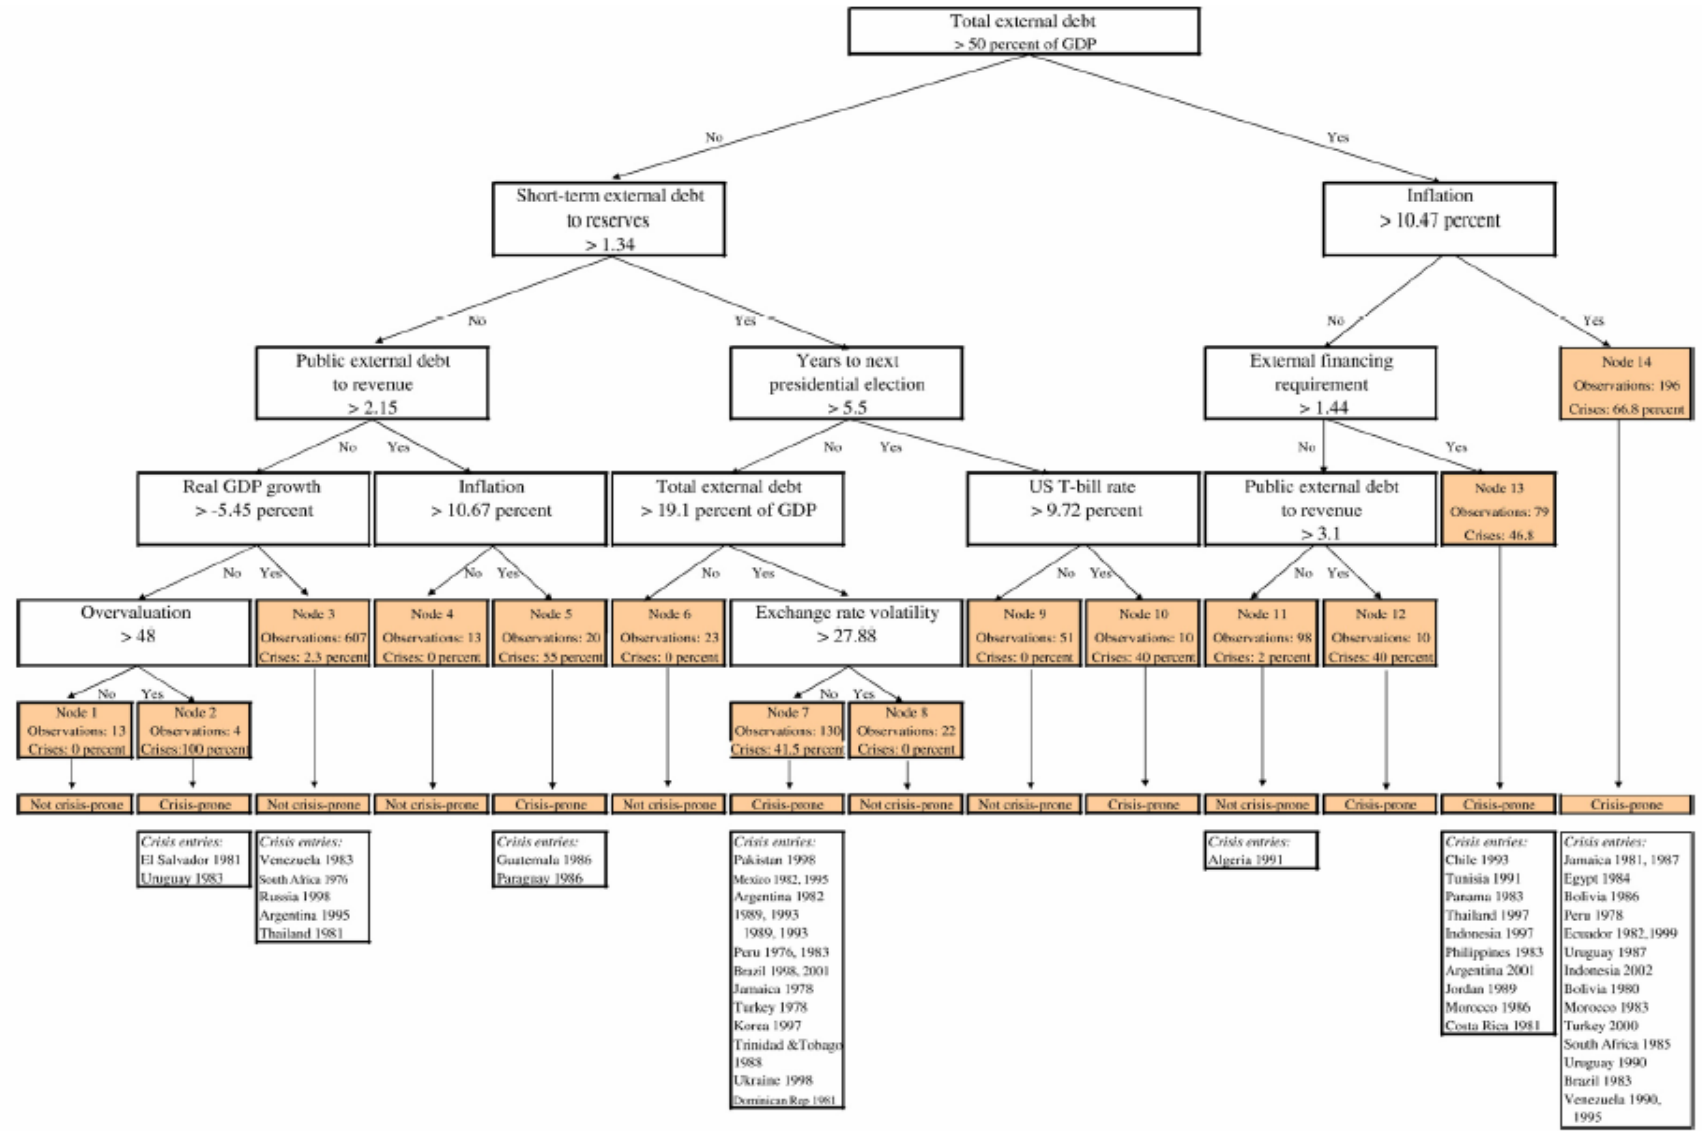 Total external debt
> 50 percent of GDP
No
Yes
Short-term external debt
to reserves
> 1.34
Inflation
> 10.47 percent
No
Yes
No
Yes
Public external debt
to revenue
> 2.15
Years to next
presidential election
> 5.5
External financing
requirement
> 1.44
Node 14
Observations: 196
Crises: 66.8 percent
No
Yes
No
Yes
No
Yes
Real GDP growth
> -5.45 percent
Inflation
> 10.67 percent
Total external debt
> 19.1 percent of GDP
US T-bill rate
> 9.72 percent
Public external debt
to revenue
> 3.1
Node 13
Observations: 79
Crises: 46.8
No
Yes
No
Yes
No
Yes
No
Yes
No
Yes
Overvaluation
> 48
Node 3
Observations: 607
Crises: 2.3 percent
Node 4
Observations: 13
Crises: 0 percent
Node 5
Observations: 20
Crises: 55 percent
Node 6
Observations: 23
Crises: 0 percent
Exchange rate volatility
> 27.88
Node 9
Observations: 51
Crises: 0 percent
Node 10
Observations: 10
Crises: 40 percent
Node 11
Observations: 98
Crises: 2 percent
Node 12
Observations: 10
Crises: 40 percent
No
Yes
No
Yes
Node 1
Observations: 13
Crises: 0 percent
Node 2
Observations: 4
Crises:100 percent
Node 7
Observations: 130
Crises: 41.5 percent
Node 8
Observations: 22
Crises: 0 percent
Not crisis-prone
Crisis-prone
Not crisis-prone
Not crisis-prone
Crisis-prone
Not crisis-prone
Crisis-prone
Not crisis-prone
Not crisis-prone
Crisis-prone
Not crisis-prone
Crisis-prone
Crisis-prone
Crisis-prone
Crisis entries:
El Salvador 1981
Uruguay 1983
Crisis entries:
Venezuela 1983
South Africa 1976
Russia 1998
Argentina 1995
Thailand 1981
Crisis entries:
Guatemala 1986
Paraguay 1986
Crisis entries:
Pakistan 1998
Mexico 1982, 1995
Argentina 1982
1989, 1993
1989, 1993
Peru 1976, 1983
Brazil 1998, 2001
Jamaica 1978
Turkey 1978
Korea 1997
Trinidad &Tobago
1988
Ukraine 1998
Dominican Rep 1981
Crisis entries:
Algeria 1991
Crisis entries:
Chile 1993
Tunisia 1991
Panama 1983
Thailand 1997
Indonesia 1997
Philippines 1983
Argentina 2001
Jordan 1989
Morocco 1986
Costa Rica 1981
Crisis entries:
Jamaica 1981, 1987
Egypt 1984
Bolivia 1986
Peru 1978
Ecuador 1982,1999
Uruguay 1987
Indonesia 2002
Bolivia 1980
Morocco 1983
Turkey 2000
South Africa 1985
Uruguay 1990
Brazil 1983
Venezuela 1990,
1995